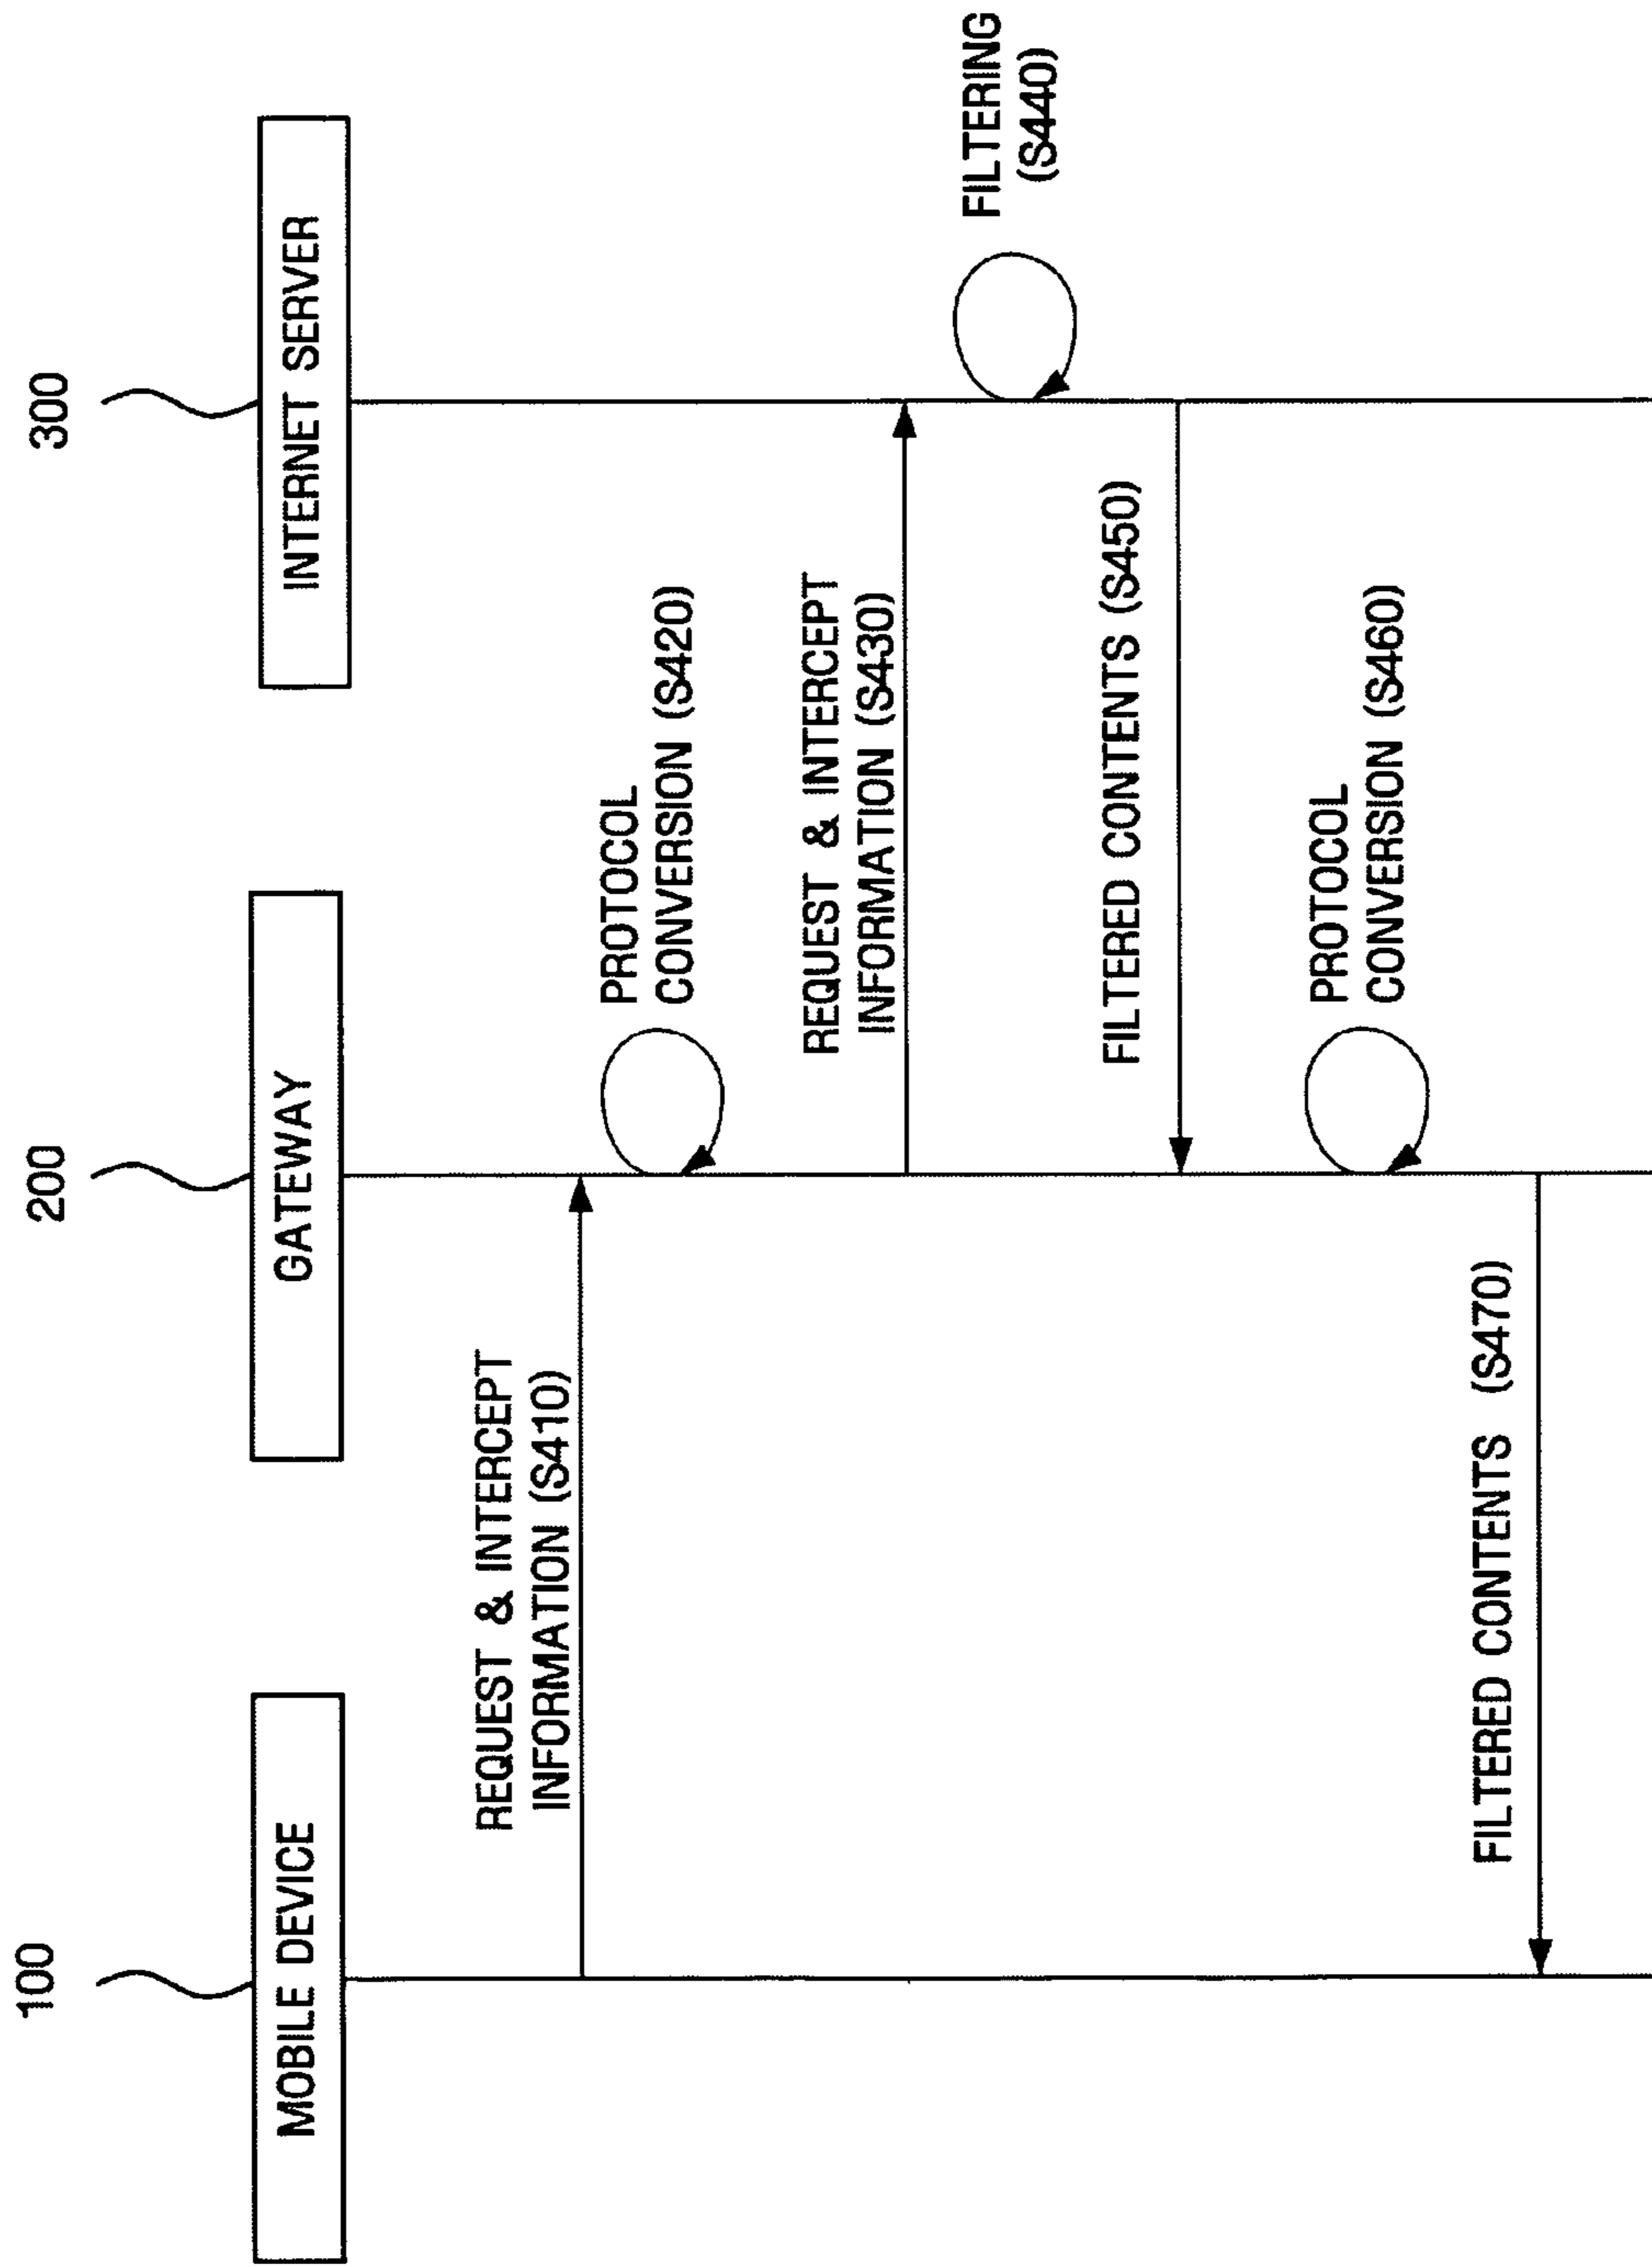 100
200
300
MOBILE DEVICE
GATEWAY
INTERNET SERVER
REQUEST & INTERCEPT
INFORMATION (S410)
PROTOCOL
CONVERSION (S420)
REQUEST & INTERCEPT
INFORMATION (S430)
FILTERING
(S440)
FILTERED CONTENTS (S450)
PROTOCOL
CONVERSION (S460)
FILTERED CONTENTS (S470)